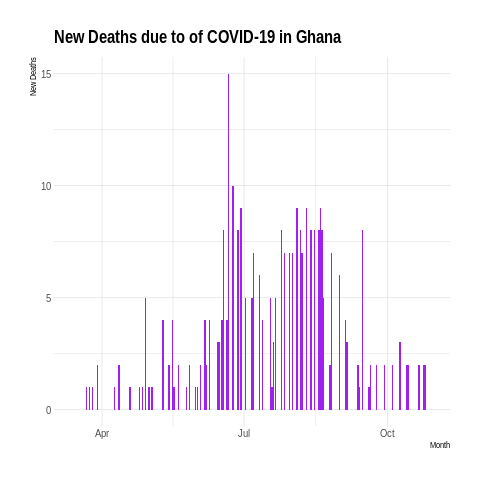 New Deaths due to of COVID-19 in Ghana
New Deaths
15
10
5
0
Apr
Jul
Oct
Month